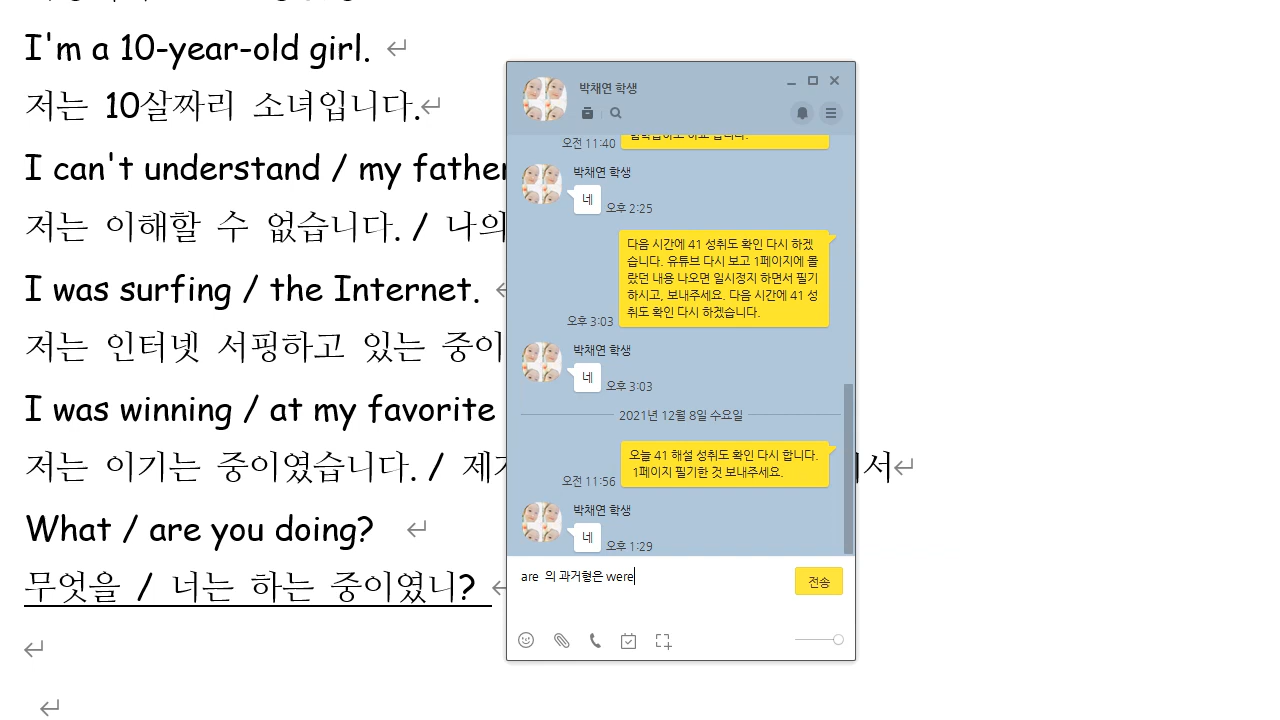 I'm a 10-year-old girl. ↵
저는 10살짜리 소녀입니다.↵
I can't understand / my father
저는 이해할 수 없습니다. / 나의
I was surfing / the Internet. ↵
저는 인터넷 서핑하고 있는 중이
I was winning / at my favorite
저는 이기는 중이였습니다. / 제가
서↵
What / are you doing? ↵
무엇을 / 너는 하는 중이였니? ↵
↵
↵
박채연 학생
오전 11:40
박채연 학생
네
오후 2:25
다음 시간에 41 성취도 확인 다시 하겠
습니다. 유튜브 다시 보고 1페이지에 몰
랐던 내용 나오면 일시정지 하면서 필기
하시고, 보내주세요. 다음 시간에 41 성
취도 확인 다시 하겠습니다.
오후 3:03
박채연 학생
네
오후 3:03
2021년 12월 8일 수요일
오늘 41 해설 성취도 확인 다시 합니다.
1페이지 필기한 것 보내주세요.
오전 11:56
박채연 학생
네
오후 1:29
are 의 과거형은 were
전송